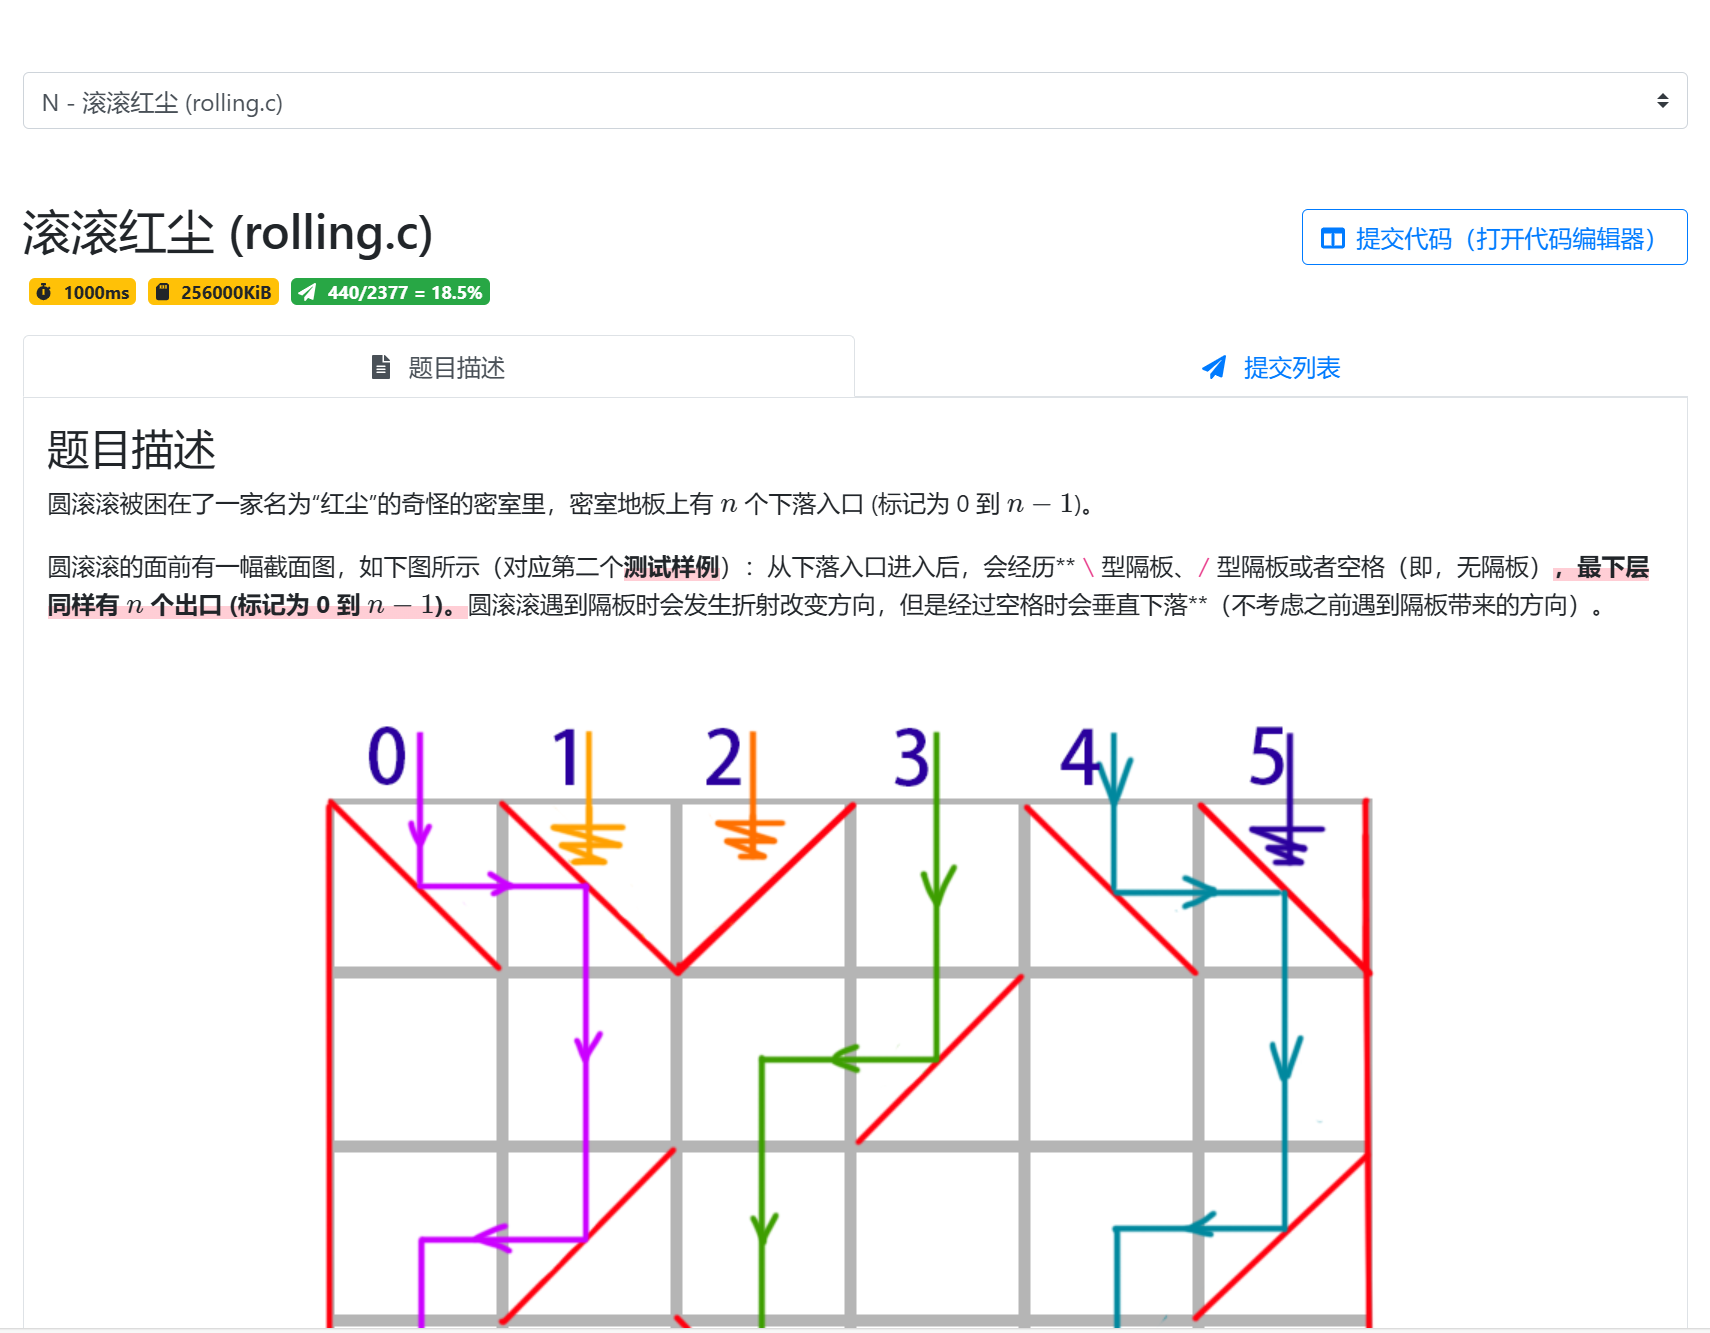 N - 滚滚红尘 (rolling.c)
滚滚红尘 (rolling.c)
提交代码（打开代码编辑器）
1000ms 256000KiB 440/2377 = 18.5%
题目描述 提交列表
题目描述
圆滚滚被困在了一家名为“红尘”的奇怪的密室里，密室地板上有 n 个下落入口 (标记为 0 到 n − 1)。
圆滚滚的面前有一幅截面图，如下图所示（对应第二个测试样例）：从下落入口进入后，会经历** \ 型隔板、/ 型隔板或者空格（即，无隔板），最下层
同样有 n 个出口 (标记为 0 到 n − 1)。圆滚滚遇到隔板时会发生折射改变方向，但是经过空格时会垂直下落**（不考虑之前遇到隔板带来的方向）。
0 1 2 3 4 5